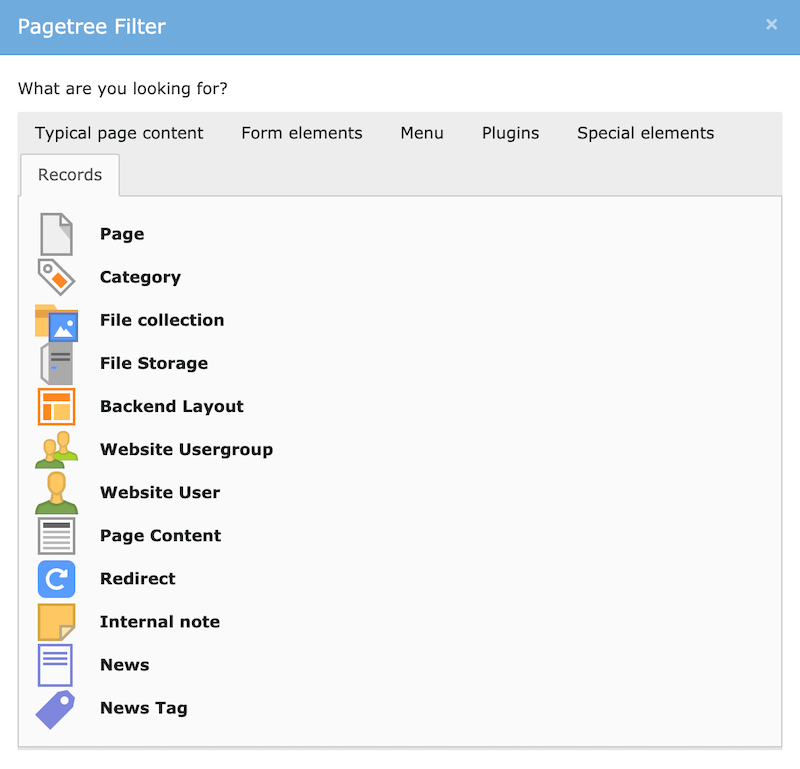 Pagetree Filter
What are you looking for?
Typical page content Form elements Menu Plugins Special elements
Records
Page
Category
File collection
File Storage
Backend Layout
Website Usergroup
Website User
Page Content
Redirect
Internal note
News
News Tag